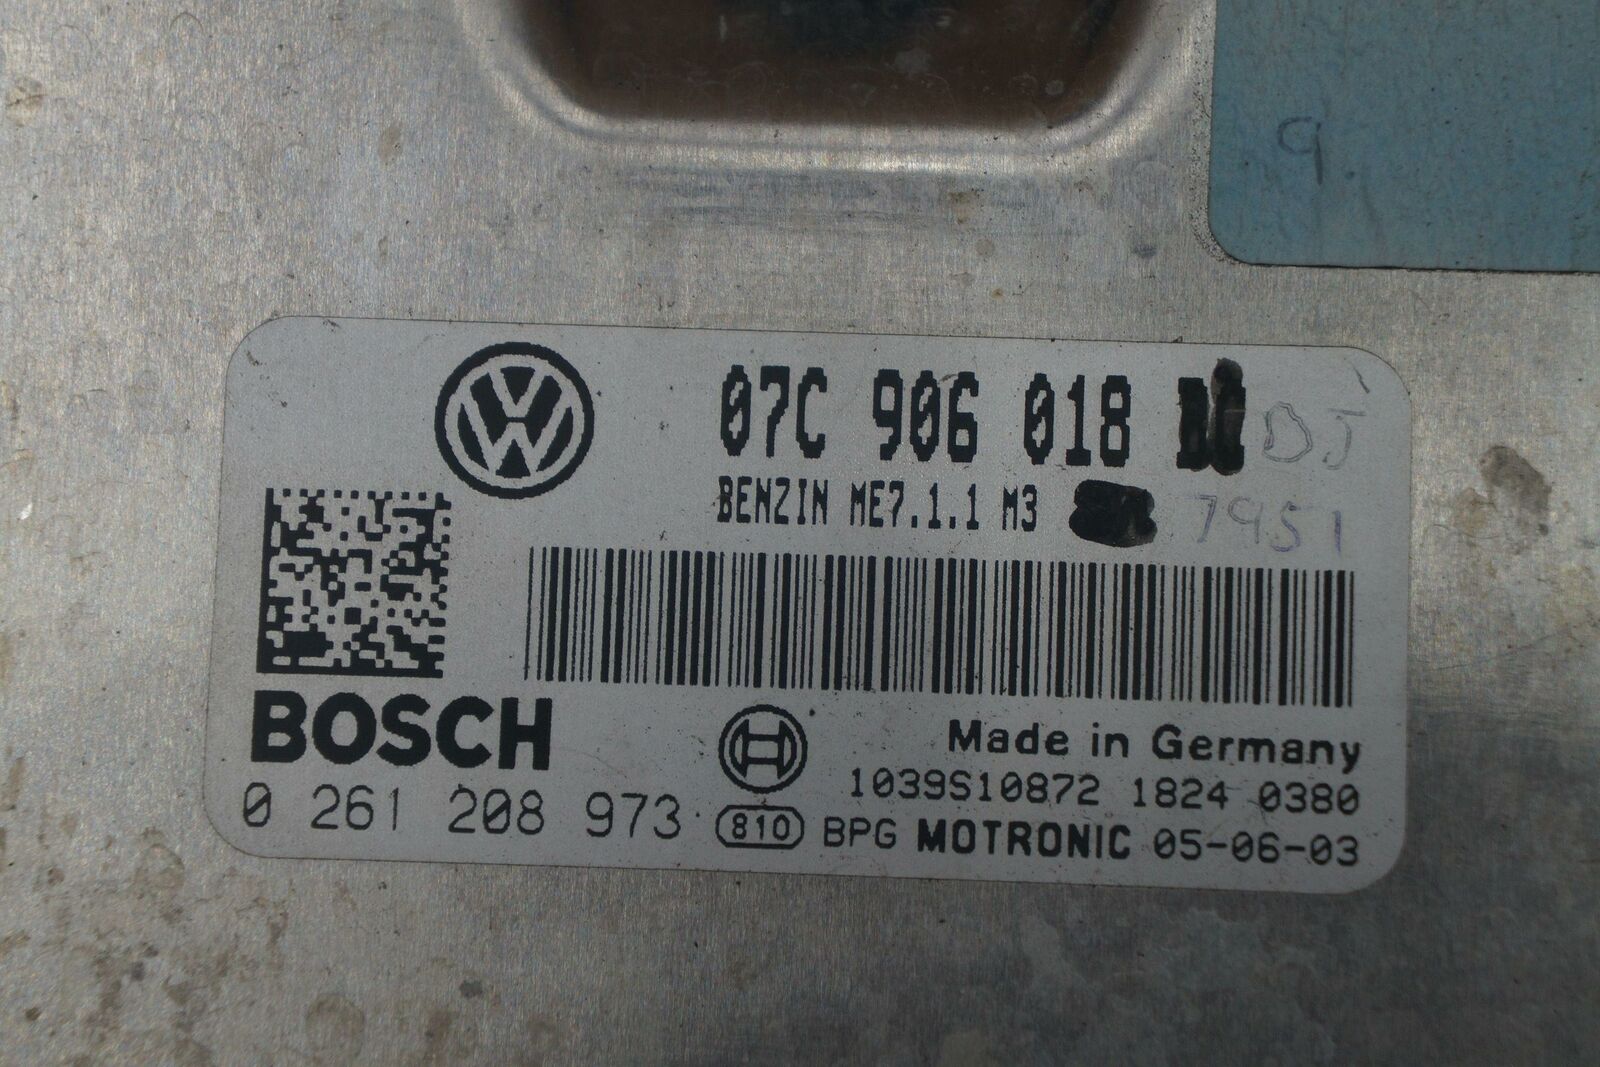 9
07C 906 018 DJ
BENZIN ME7.1.1 M3 7951
BOSCH
Made in Germany
1039S10872 1824 0380
0 261 208 973
810 BPG MOTRONIC 05-06-03